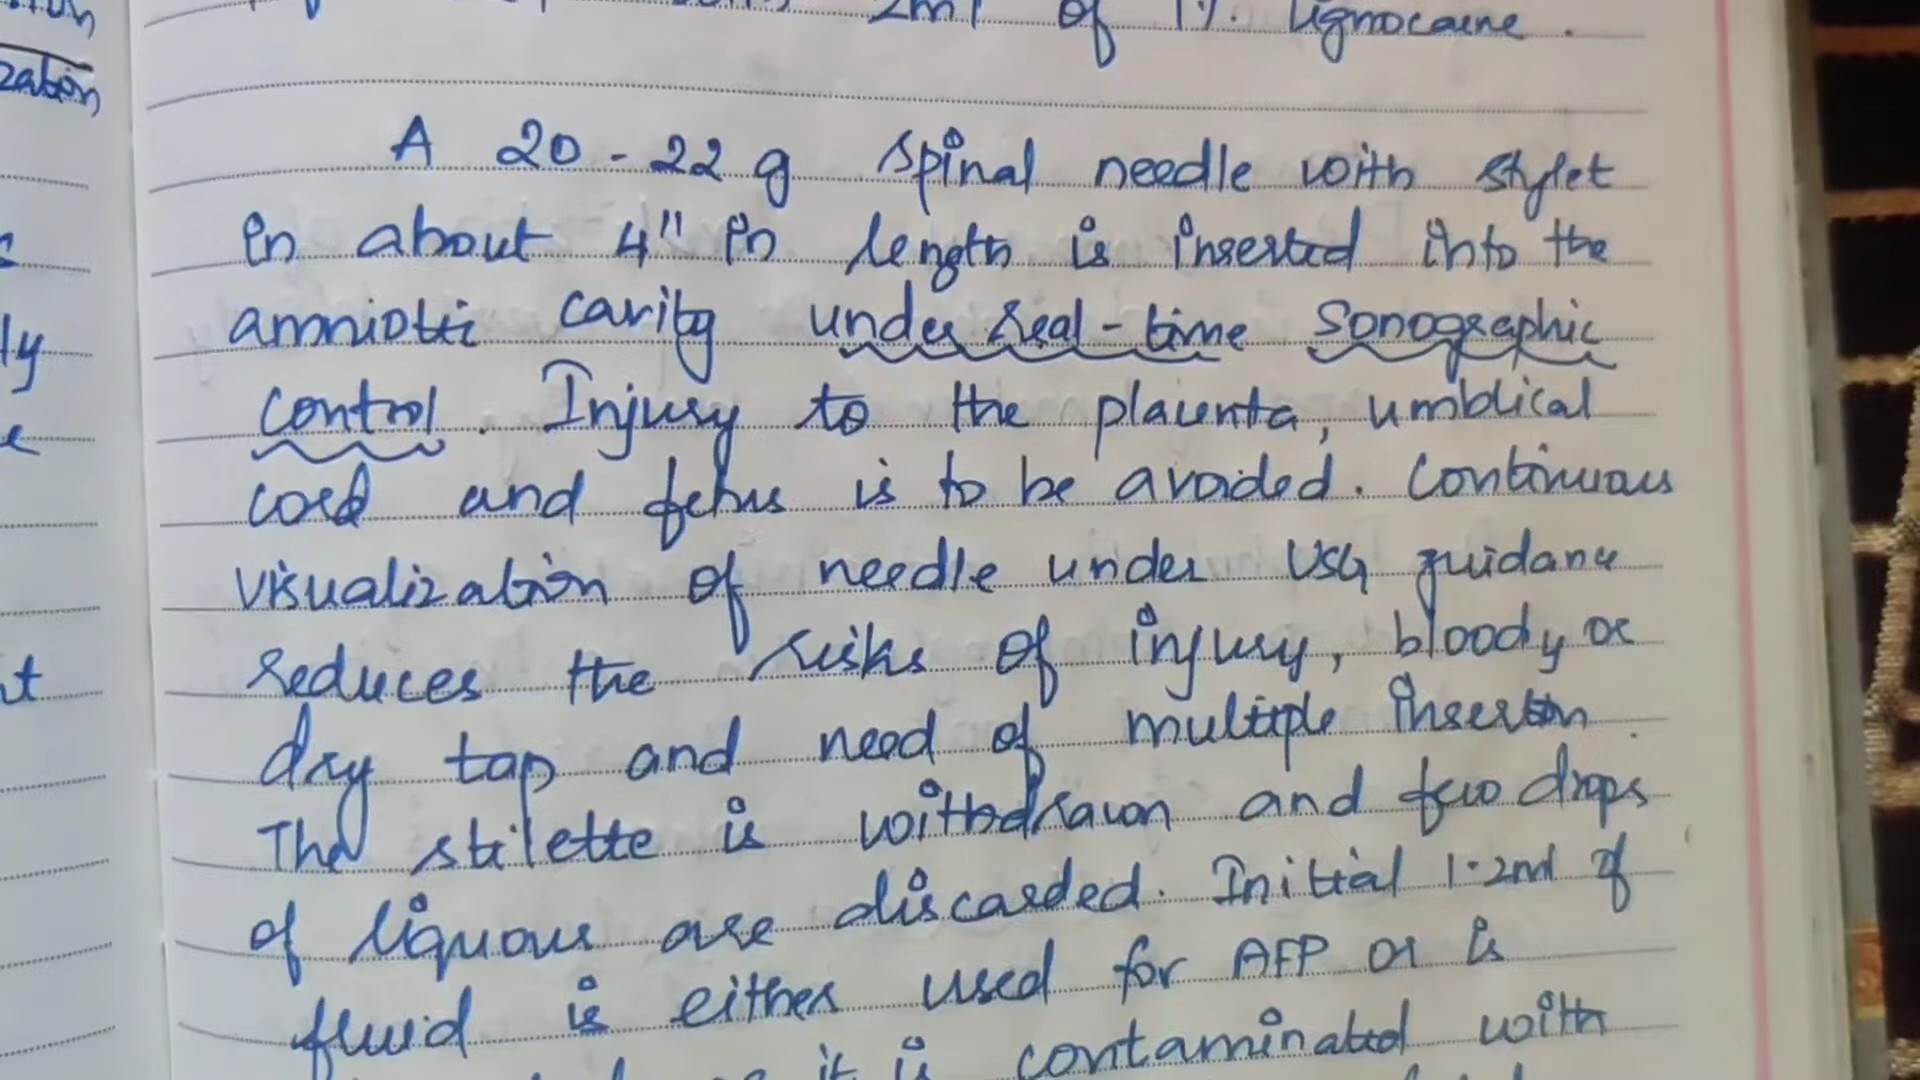 2ml of 1%. lignocaine.
zation
A 20-22 g spinal needle with stylet
in about 4" in length is inserted into the
amniotic cavity under real-time sonographic
control. Injury to the placenta, umblical
cord and fetus is to be avoided. Continuous
visualization of needle under USG guidance
reduces the risks of injury, bloody or
dry tap and need of multiple insertion.
The stilette is withdrawn and few drops
of liquour are discarded. Initial 1-2ml of
fluid is either used for AFP or is
it is contaminated with